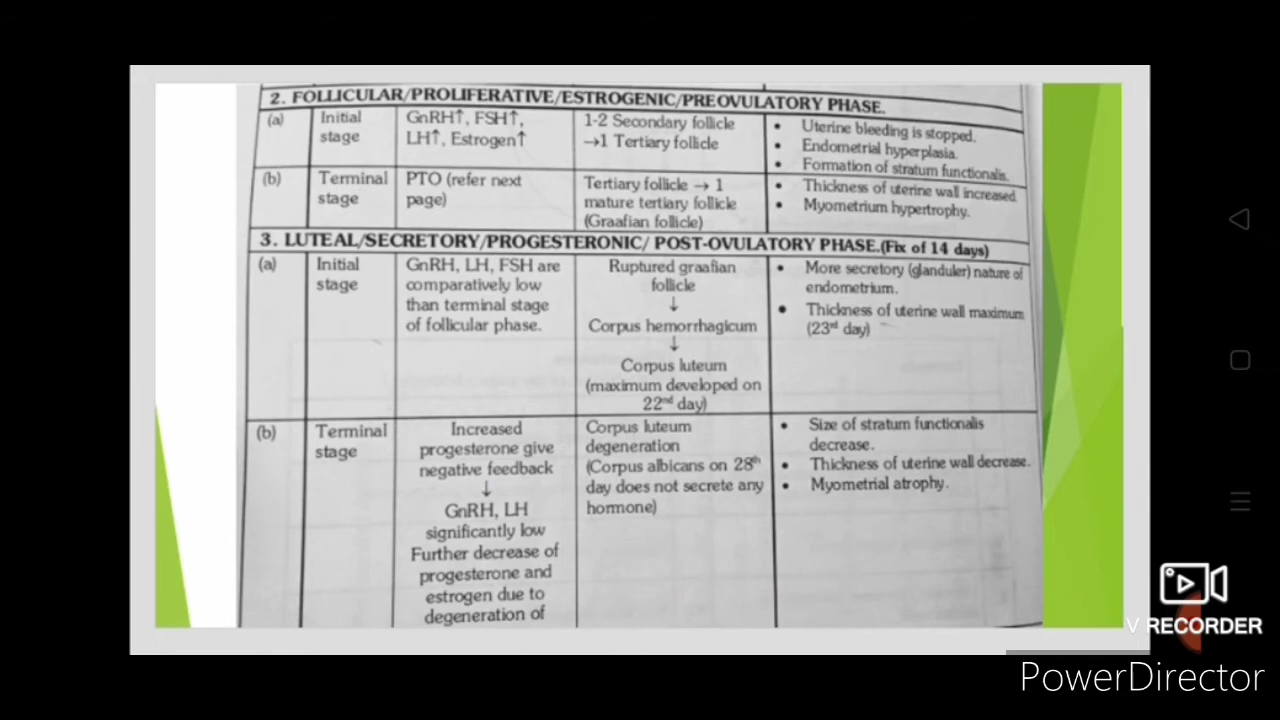 2. FOLLICULAR/PROLIFERATIVE/ESTROGENIC/PREOVULATORY PHASE.
(a)
Initial
stage
GnRH↑, FSH↑,
LH↑, Estrogen↑
1-2 Secondary follicle
→1 Tertiary follicle
• Uterine bleeding is stopped.
• Endometrial hyperplasia.
• Formation of stratum functionalis.
(b)
Terminal
stage
PTO (refer next
page)
Tertiary follicle → 1
mature tertiary follicle
(Graafian follicle)
• Thickness of uterine wall increased.
• Myometrium hypertrophy.
3. LUTEAL/SECRETORY/PROGESTERONIC/ POST-OVULATORY PHASE.(Fix of 14 days)
(a)
Initial
stage
GnRH, LH, FSH are
comparatively low
than terminal stage
of follicular phase.
Ruptured graafian
follicle
↓
Corpus hemorrhagicum
↓
Corpus luteum
(maximum developed on
22nd day)
• More secretory (glanduler) nature of
endometrium.
• Thickness of uterine wall maximum
(23rd day)
(b)
Terminal
stage
Increased
progesterone give
negative feedback
↓
GnRH, LH
significantly low
Further decrease of
progesterone and
estrogen due to
degeneration of
Corpus luteum
degeneration
(Corpus albicans on 28th
day does not secrete any
hormone)
• Size of stratum functionalis
decrease.
• Thickness of uterine wall decrease.
• Myometrial atrophy.
V RECORDER
PowerDirector